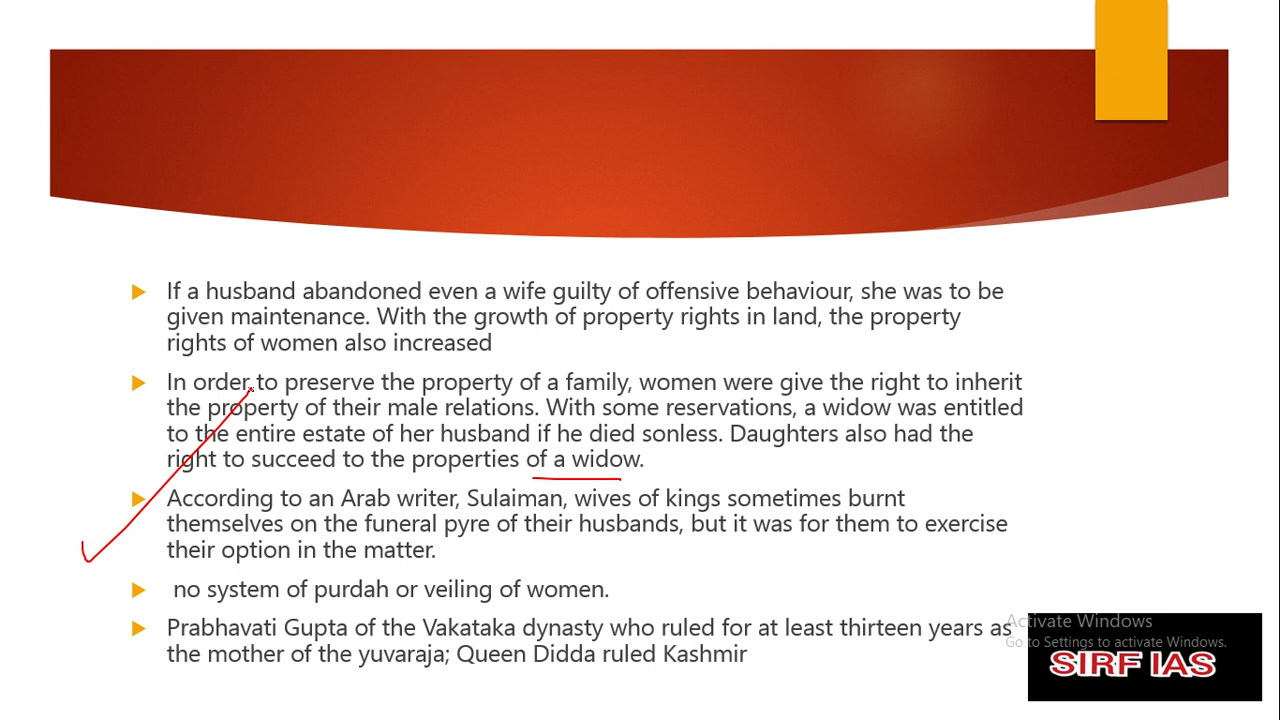 If a husband abandoned even a wife guilty of offensive behaviour, she was to be
given maintenance. With the growth of property rights in land, the property
rights of women also increased
In order to preserve the property of a family, women were give the right to inherit
the property of their male relations. With some reservations, a widow was entitled
to the entire estate of her husband if he died sonless. Daughters also had the
right to succeed to the properties of a widow.
According to an Arab writer, Sulaiman, wives of kings sometimes burnt
themselves on the funeral pyre of their husbands, but it was for them to exercise
their option in the matter.
no system of purdah or veiling of women.
Prabhavati Gupta of the Vakataka dynasty who ruled for at least thirteen years as
the mother of the yuvaraja; Queen Didda ruled Kashmir
Activate Windows
Go to Settings to activate Windows.
SIRF IAS